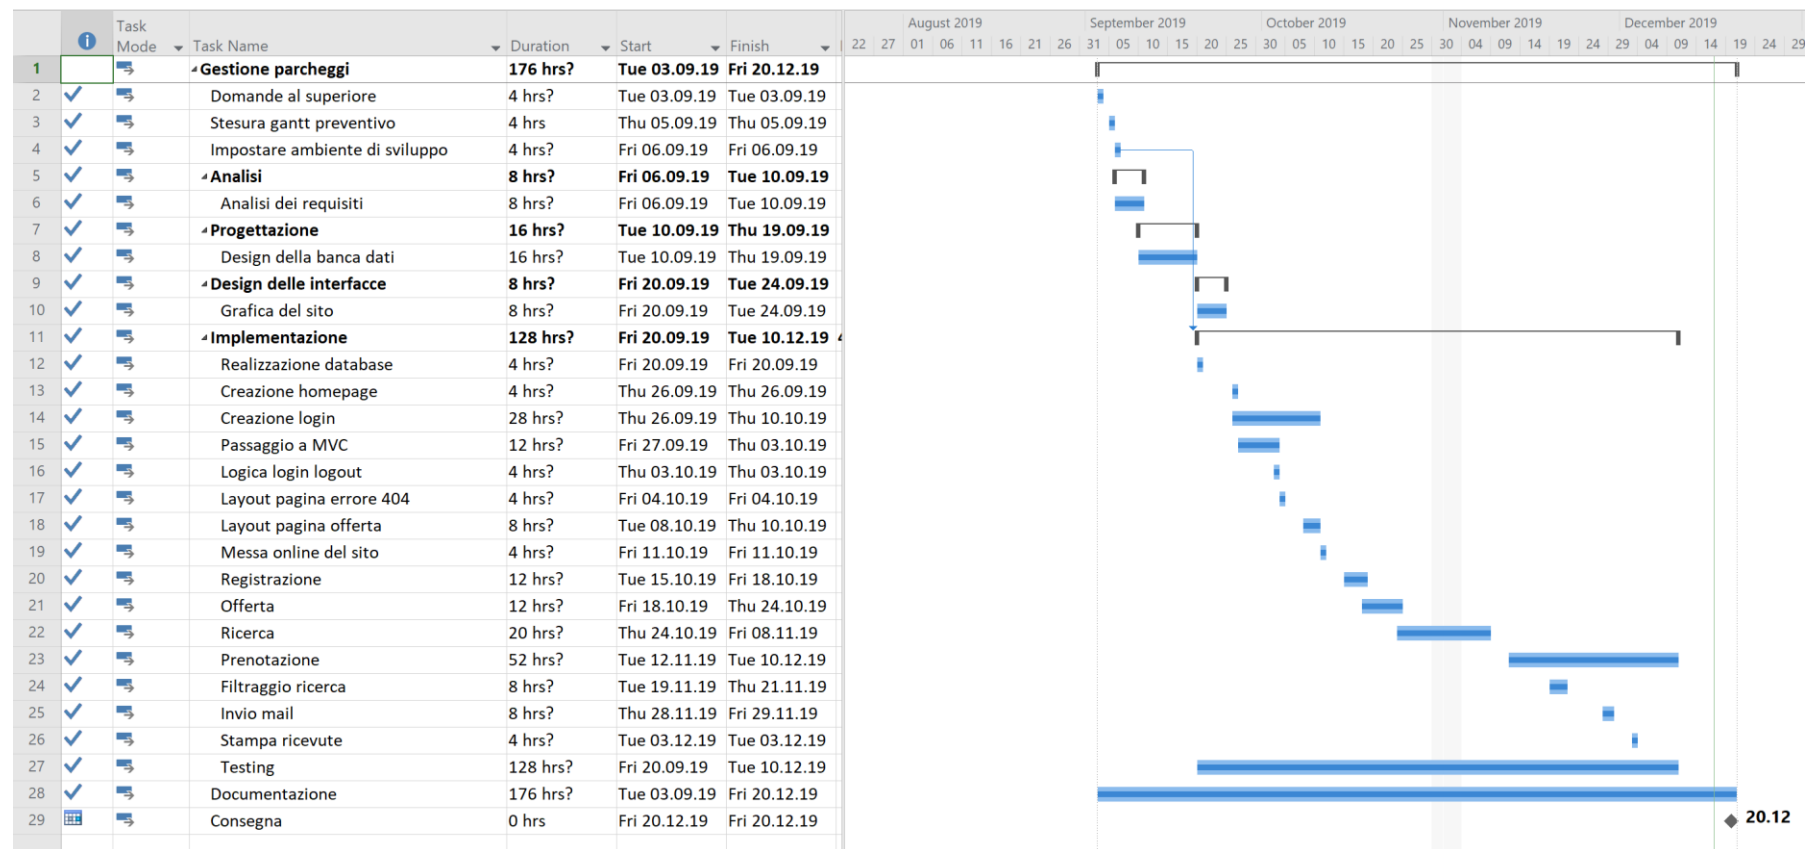 August 2019 September 2019 October 2019 November 2019 December 2019
Task Mode Task Name Duration Start Finish 22 27 01 06 11 16 21 26 31 05 10 15 20 25 30 05 10 15 20 25 30 04 09 14 19 24 29 04 09 14 19 24 29
1 Gestione parcheggi 176 hrs? Tue 03.09.19 Fri 20.12.19
2 Domande al superiore 4 hrs? Tue 03.09.19 Tue 03.09.19
3 Stesura gantt preventivo 4 hrs Thu 05.09.19 Thu 05.09.19
4 Impostare ambiente di sviluppo 4 hrs? Fri 06.09.19 Fri 06.09.19
5 Analisi 8 hrs? Fri 06.09.19 Tue 10.09.19
6 Analisi dei requisiti 8 hrs? Fri 06.09.19 Tue 10.09.19
7 Progettazione 16 hrs? Tue 10.09.19 Thu 19.09.19
8 Design della banca dati 16 hrs? Tue 10.09.19 Thu 19.09.19
9 Design delle interfacce 8 hrs? Fri 20.09.19 Tue 24.09.19
10 Grafica del sito 8 hrs? Fri 20.09.19 Tue 24.09.19
11 Implementazione 128 hrs? Fri 20.09.19 Tue 10.12.19
12 Realizzazione database 4 hrs? Fri 20.09.19 Fri 20.09.19
13 Creazione homepage 4 hrs? Thu 26.09.19 Thu 26.09.19
14 Creazione login 28 hrs? Thu 26.09.19 Thu 10.10.19
15 Passaggio a MVC 12 hrs? Fri 27.09.19 Thu 03.10.19
16 Logica login logout 4 hrs? Thu 03.10.19 Thu 03.10.19
17 Layout pagina errore 404 4 hrs? Fri 04.10.19 Fri 04.10.19
18 Layout pagina offerta 8 hrs? Tue 08.10.19 Thu 10.10.19
19 Messa online del sito 4 hrs? Fri 11.10.19 Fri 11.10.19
20 Registrazione 12 hrs? Tue 15.10.19 Fri 18.10.19
21 Offerta 12 hrs? Fri 18.10.19 Thu 24.10.19
22 Ricerca 20 hrs? Thu 24.10.19 Fri 08.11.19
23 Prenotazione 52 hrs? Tue 12.11.19 Tue 10.12.19
24 Filtraggio ricerca 8 hrs? Tue 19.11.19 Thu 21.11.19
25 Invio mail 8 hrs? Thu 28.11.19 Fri 29.11.19
26 Stampa ricevute 4 hrs? Tue 03.12.19 Tue 03.12.19
27 Testing 128 hrs? Fri 20.09.19 Tue 10.12.19
28 Documentazione 176 hrs? Tue 03.09.19 Fri 20.12.19
29 Consegna 0 hrs Fri 20.12.19 Fri 20.12.19 20.12